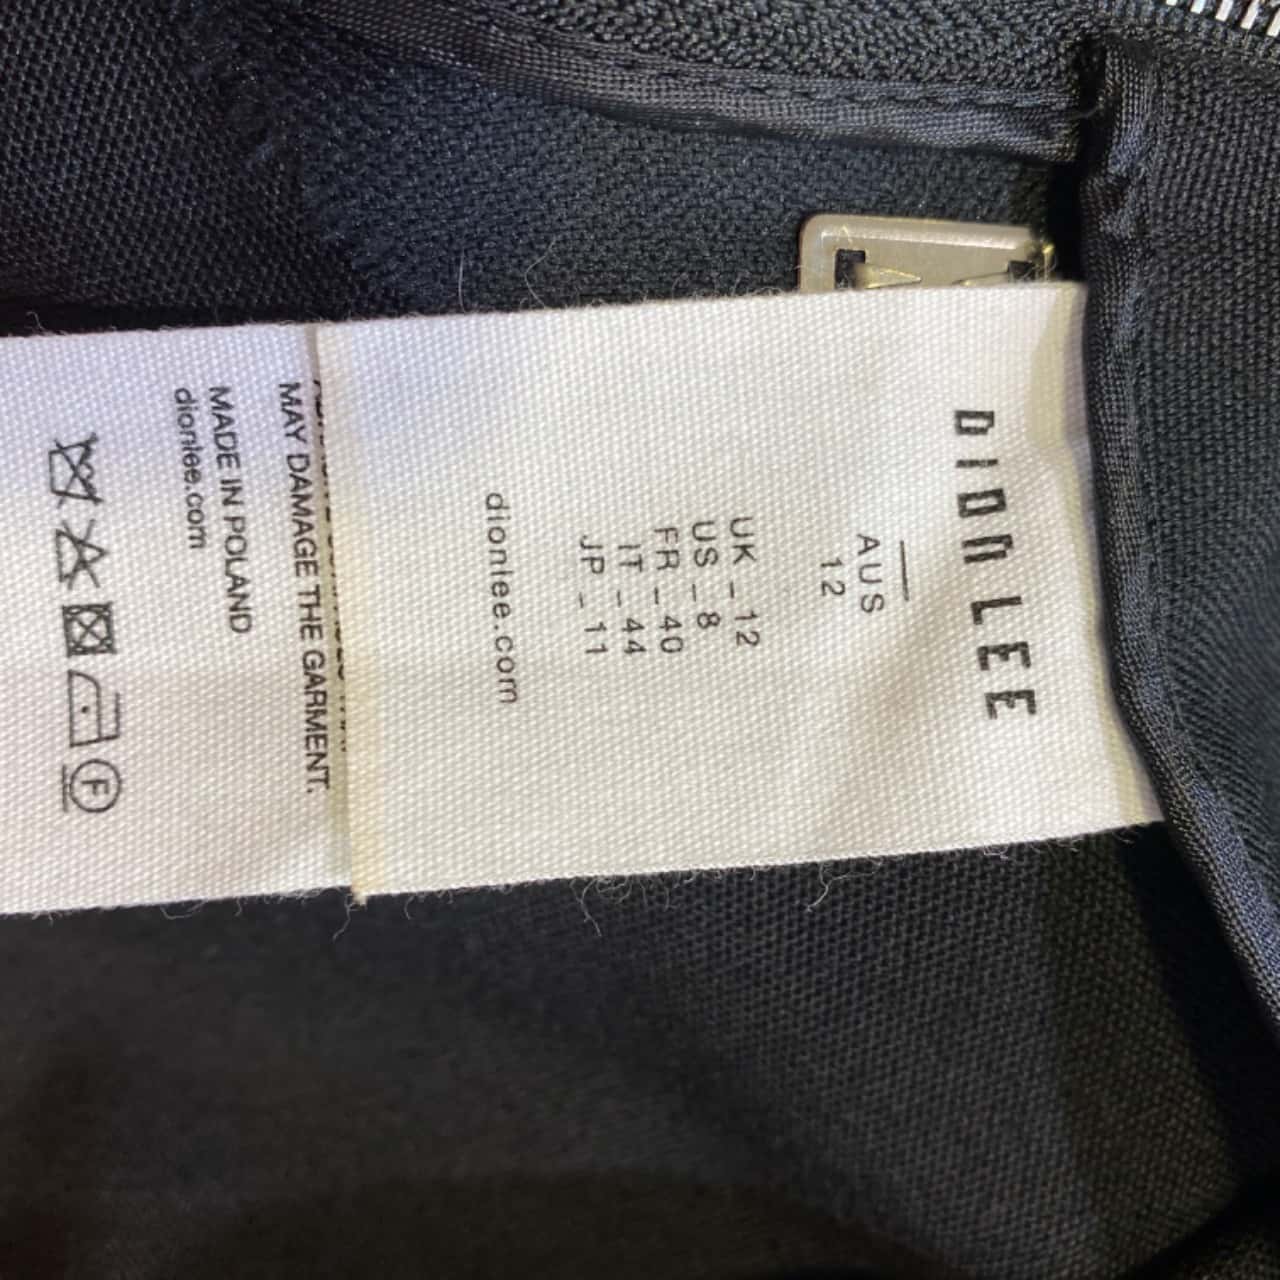 DION LEE
AUS
12
UK _ 12
US _ 8
FR _ 40
IT _ 44
JP _ 11
dionlee.com
MAY DAMAGE THE GARMENT.
MADE IN POLAND
dionlee.com
F